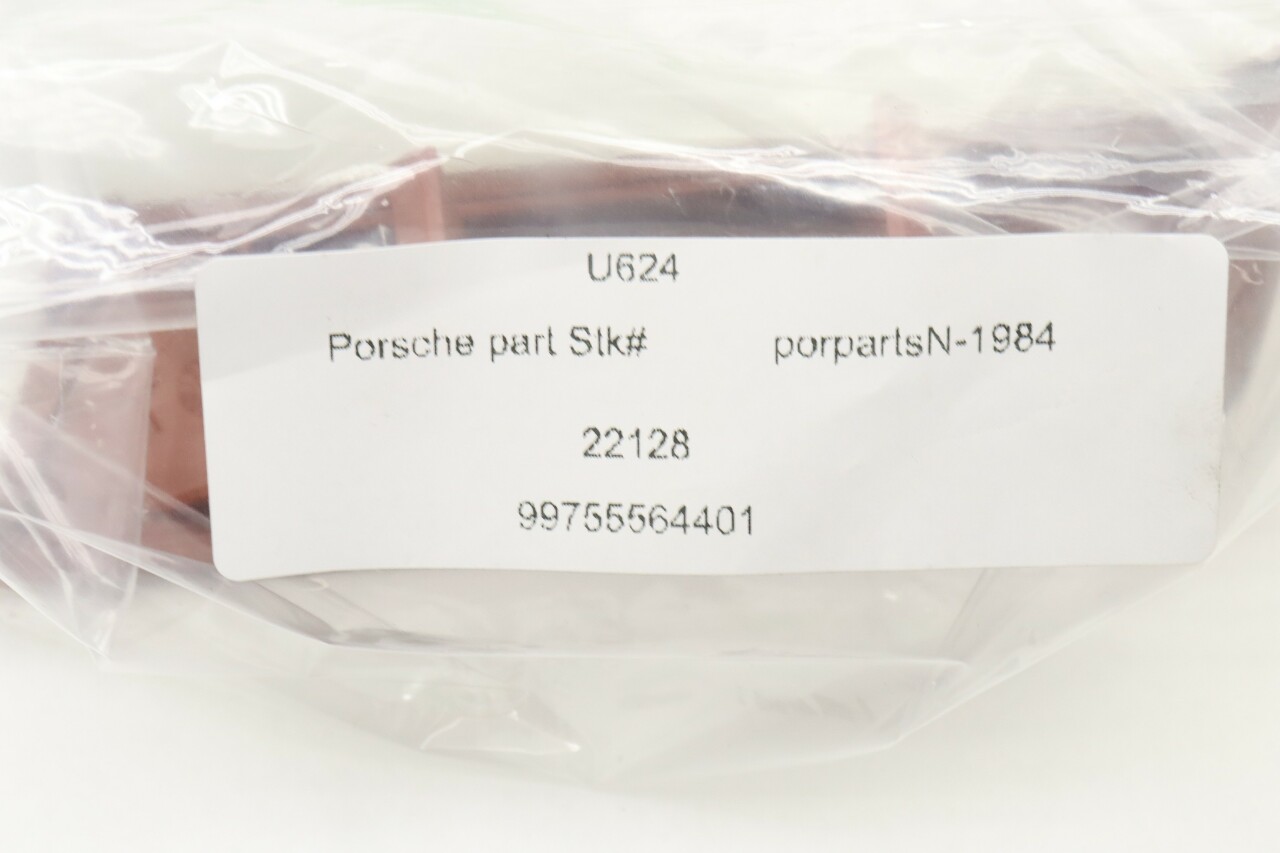 U624
Porsche part Stk# porpartsN-1984
22128
99755564401